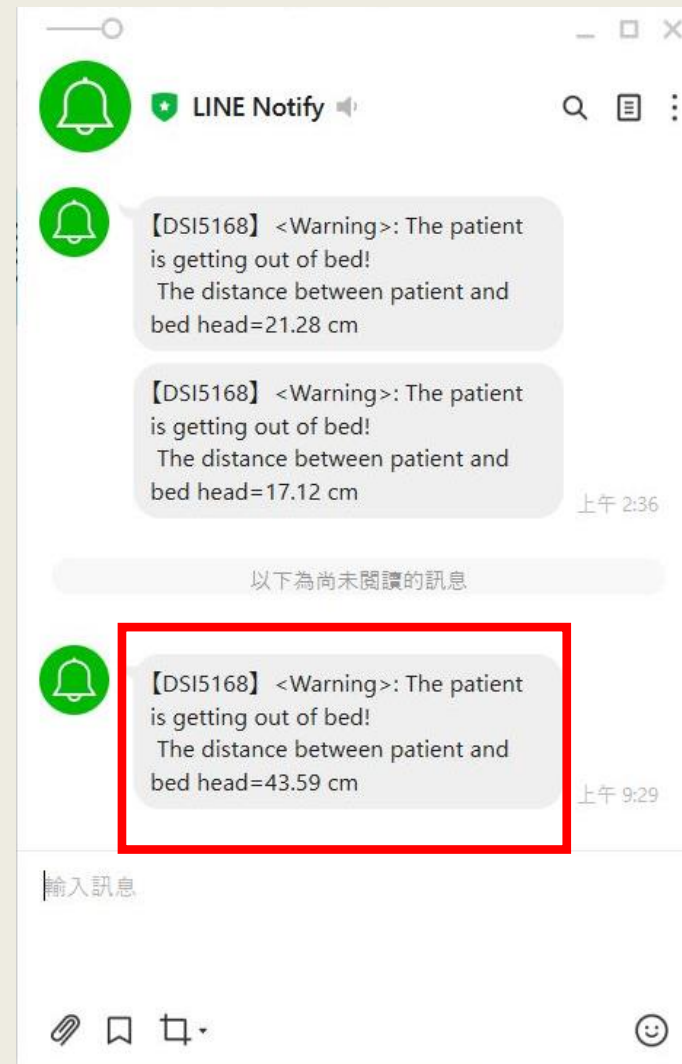 LINE Notify
【DSI5168】 <Warning>: The patient
is getting out of bed!
The distance between patient and
bed head=21.28 cm
【DSI5168】 <Warning>: The patient
is getting out of bed!
The distance between patient and
bed head=17.12 cm
上午 2:36
以下為尚未閱讀的訊息
【DSI5168】 <Warning>: The patient
is getting out of bed!
The distance between patient and
bed head=43.59 cm
上午 9:29
輸入訊息